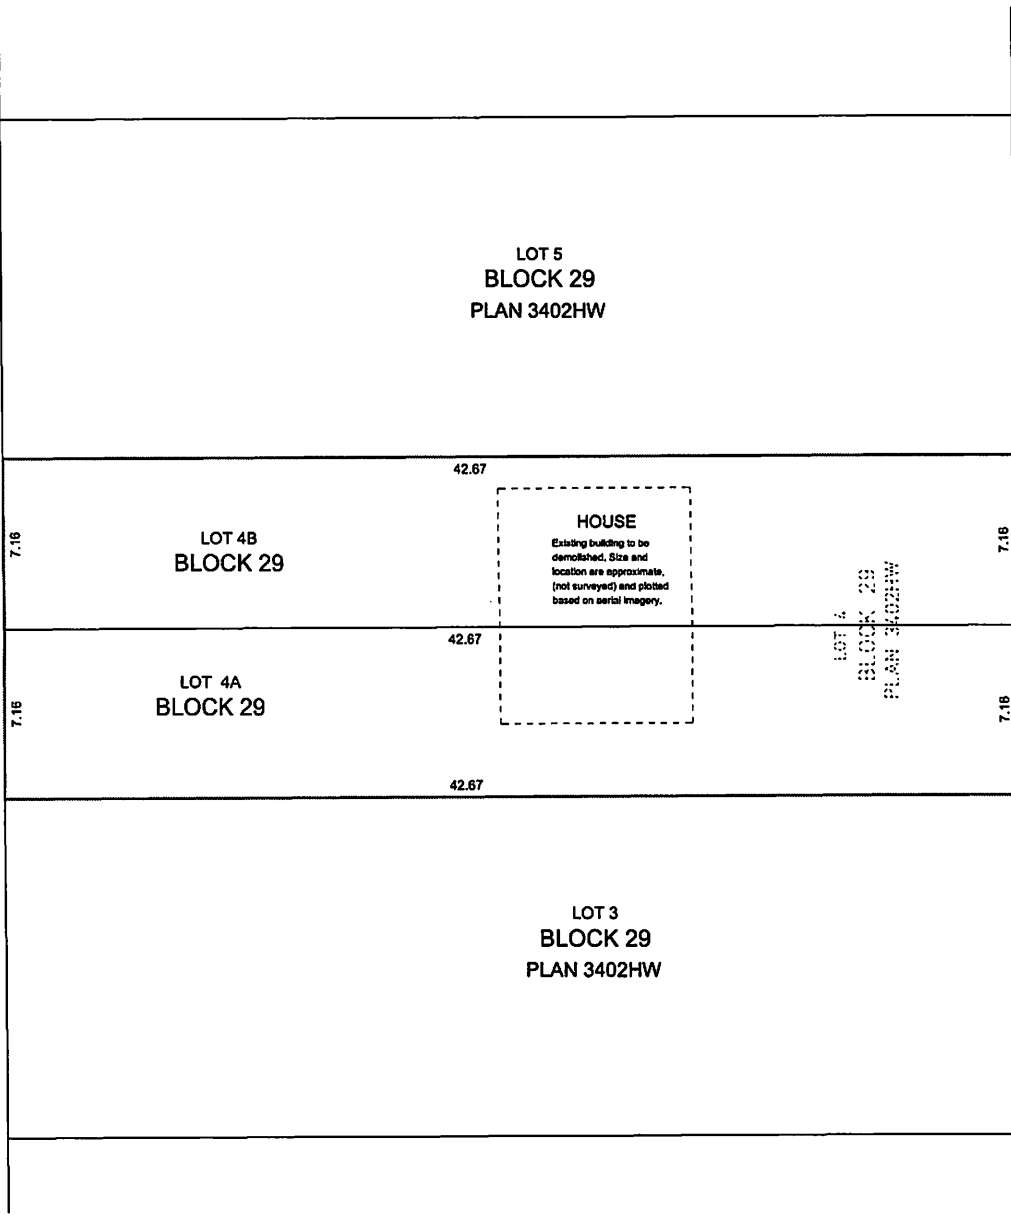 LOT 5
BLOCK 29
PLAN 3402HW
42.67
7.16
LOT 4B
BLOCK 29
HOUSE
Existing building to be
demolished. Size and
location are approximate,
(not surveyed) and plotted
based on aerial imagery.
7.16
LOT 4
BLOCK 29
PLAN 3402HW
42.67
7.16
LOT 4A
BLOCK 29
7.16
42.67
LOT 3
BLOCK 29
PLAN 3402HW